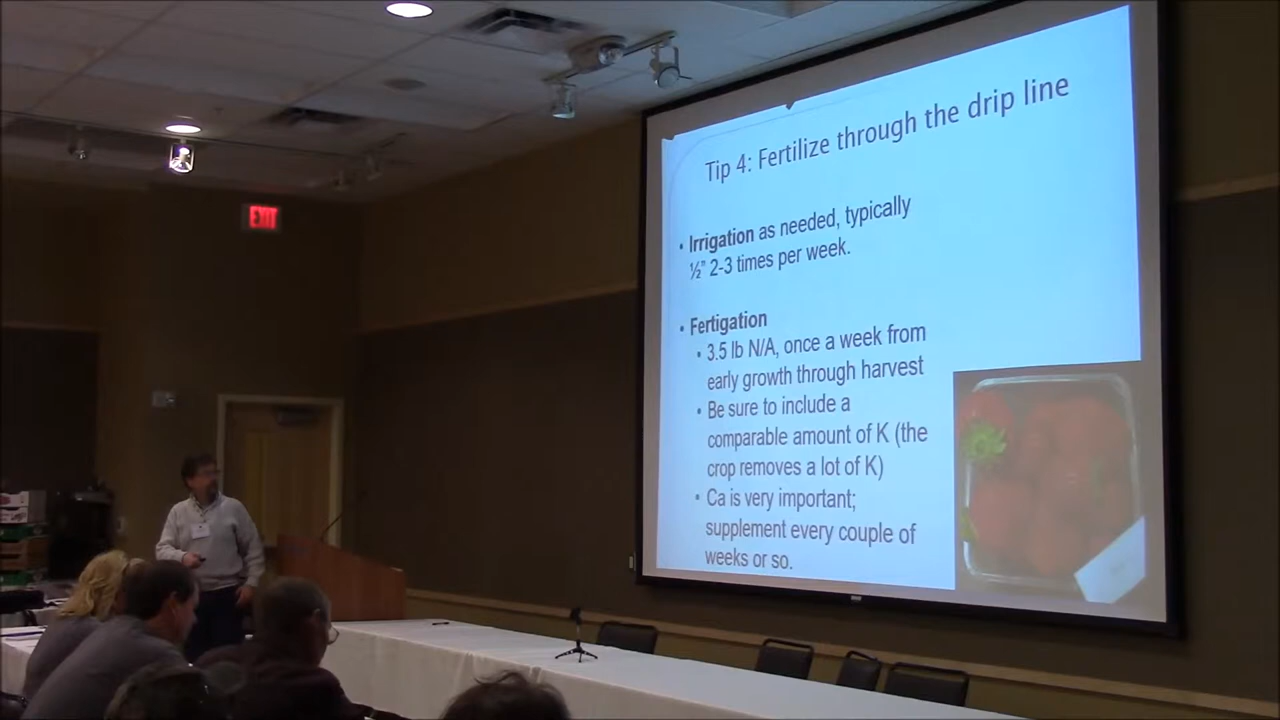 EXIT
Tip 4: Fertilize through the drip line
• Irrigation as needed, typically
½" 2-3 times per week.
• Fertigation
• 3.5 lb N/A, once a week from
early growth through harvest
• Be sure to include a
comparable amount of K (the
crop removes a lot of K)
• Ca is very important;
supplement every couple of
weeks or so.